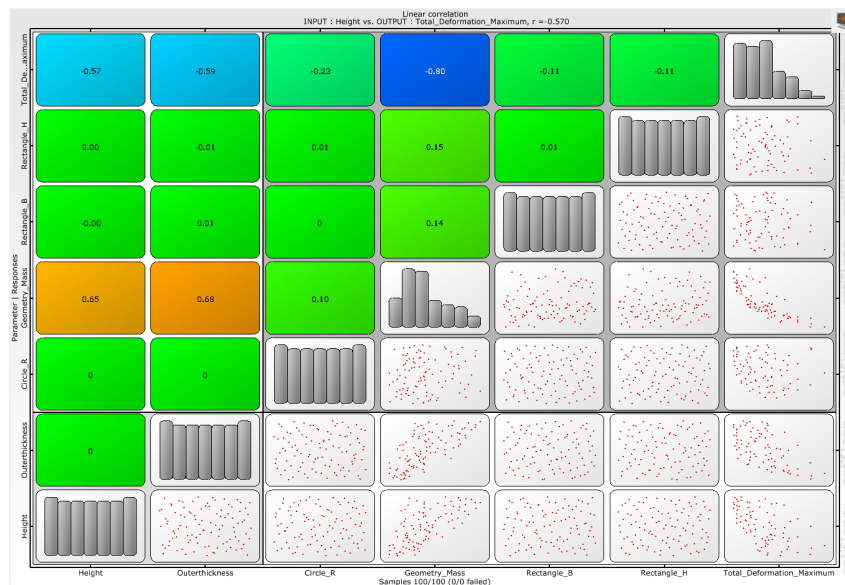 Linear correlation
INPUT : Height vs. OUTPUT : Total_Deformation_Maximum, r =-0.570
Parameter | Responses
Total_De...aximum
-0.57 -0.59 -0.23 -0.80 -0.11 -0.11
Rectangle_H
0.00 -0.01 0.01 0.15 0.01
Rectangle_B
-0.00 0.01 0 0.14
Geometry_Mass
0.65 0.68 0.10
Circle_R
0 0
Outerthickness
0
Height
Height Outerthickness Circle_R Geometry_Mass Rectangle_B Rectangle_H Total_Deformation_Maximum
Samples 100/100 (0/0 failed)